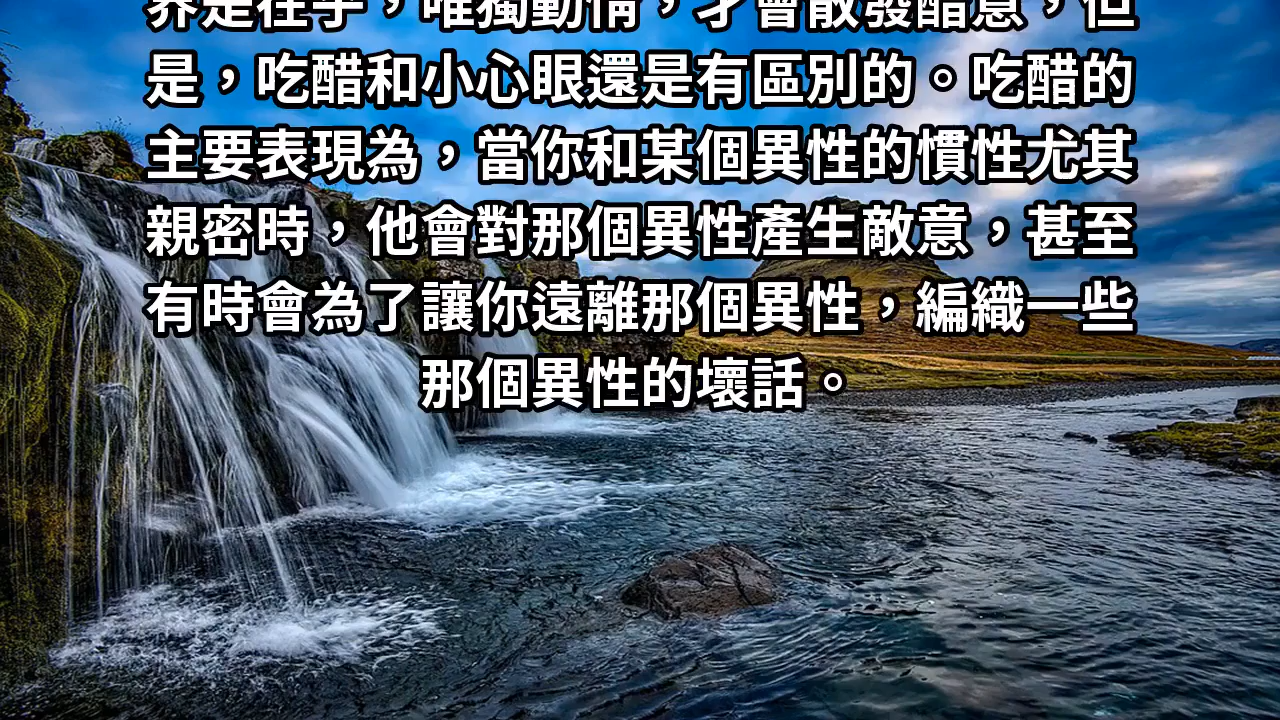 在乎，唯獨動情，才會散發醋意，但
是，吃醋和小心眼還是有區別的。吃醋的
主要表現為，當你和某個異性的慣性尤其
親密時，他會對那個異性產生敵意，甚至
有時會為了讓你遠離那個異性，編織一些
那個異性的壞話。